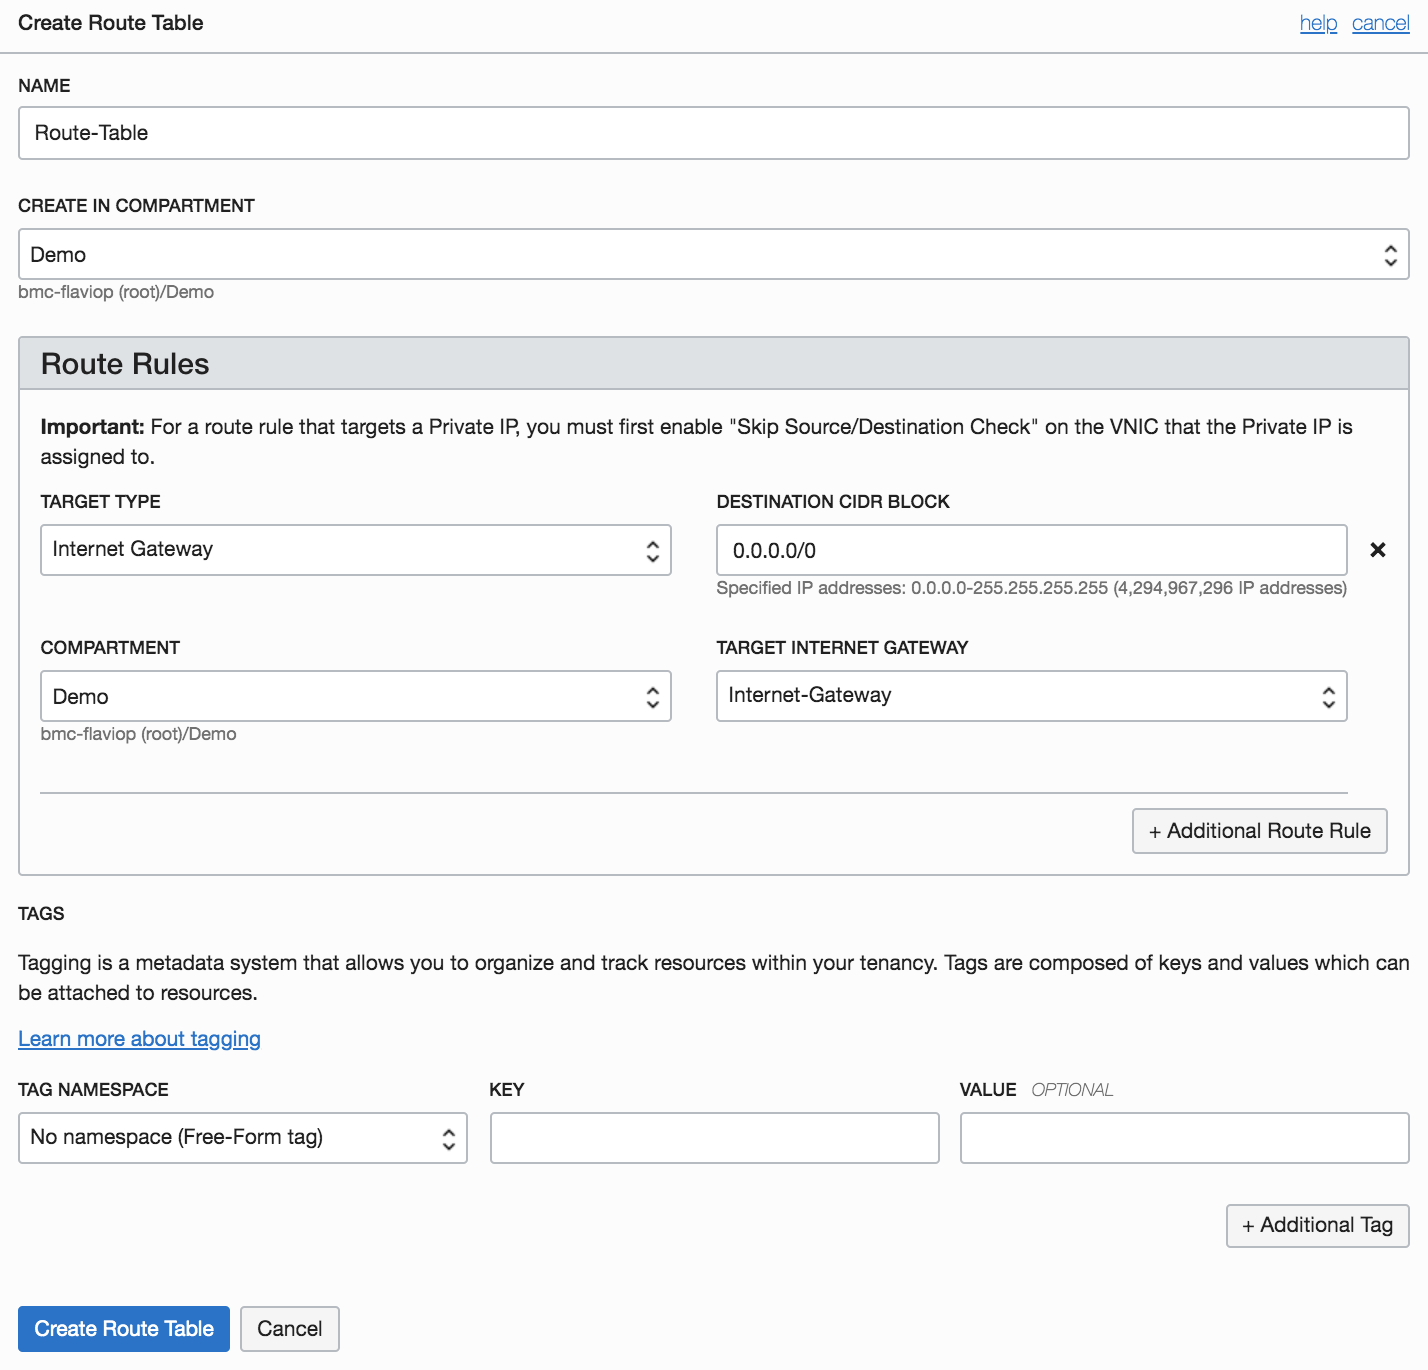 Create Route Table
help cancel
NAME
Route-Table
CREATE IN COMPARTMENT
Demo
bmc-flaviop (root)/Demo
Route Rules
Important: For a route rule that targets a Private IP, you must first enable "Skip Source/Destination Check" on the VNIC that the Private IP is
assigned to.
TARGET TYPE
Internet Gateway
DESTINATION CIDR BLOCK
0.0.0.0/0
Specified IP addresses: 0.0.0.0-255.255.255.255 (4,294,967,296 IP addresses)
COMPARTMENT
Demo
bmc-flaviop (root)/Demo
TARGET INTERNET GATEWAY
Internet-Gateway
+ Additional Route Rule
TAGS
Tagging is a metadata system that allows you to organize and track resources within your tenancy. Tags are composed of keys and values which can
be attached to resources.
Learn more about tagging
TAG NAMESPACE
No namespace (Free-Form tag)
KEY
VALUE OPTIONAL
+ Additional Tag
Create Route Table
Cancel